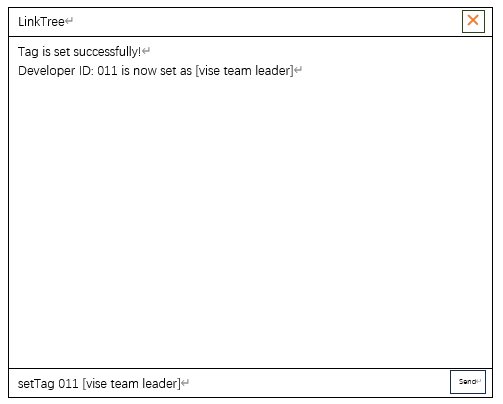 LinkTree
Tag is set successfully!
Developer ID: 011 is now set as [vise team leader]
setTag 011 [vise team leader]
Send